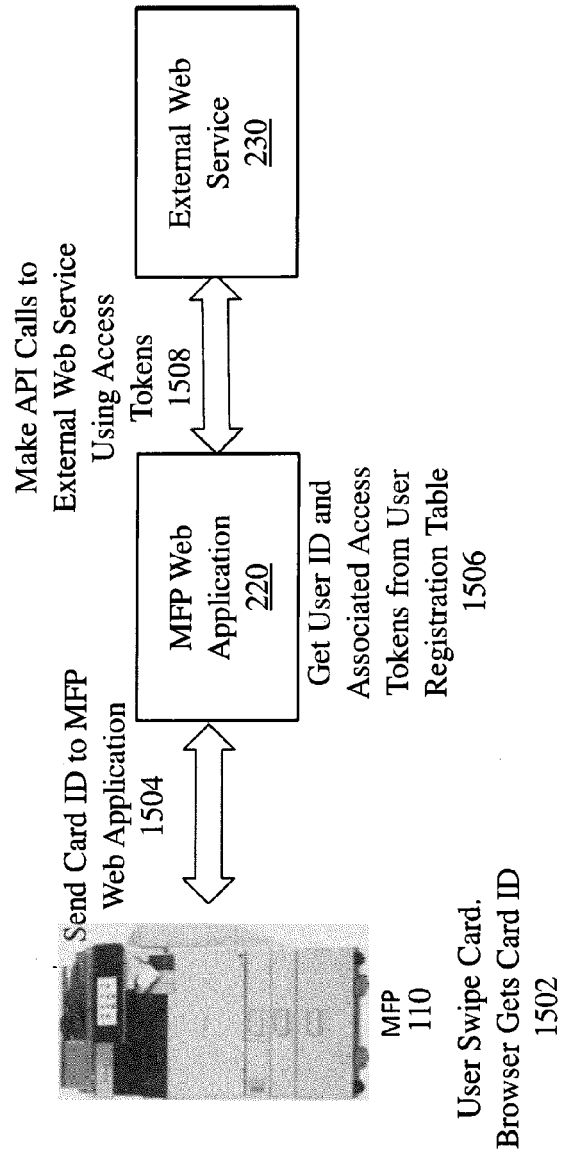 MFP
110
User Swipe Card.
Browser Gets Card ID
1502
Send Card ID to MFP
Web Application
1504
MFP Web
Application
220
Get User ID and
Associated Access
Tokens from User
Registration Table
1506
Make API Calls to
External Web Service
Using Access
Tokens
1508
External Web
Service
230